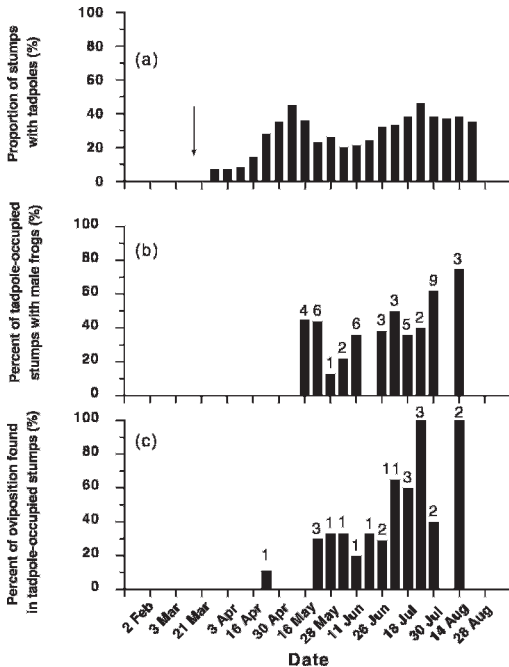 Proportion of stumps
with tadpoles (%)
100
80
60
40
20
0
(a)
Percent of tadpole-occupied
stumps with male frogs (%)
100
80
60
40
20
0
(b)
4 6 1 2 6 3 3 5 2 9 3
Percent of oviposition found
in tadpole-occupied stumps (%)
100
80
60
40
20
0
(c)
1 3 1 1 1 1 2 11 3 3 2 2
2 Feb
3 Mar
21 Mar
3 Apr
16 Apr
30 Apr
16 May
28 May
11 Jun
26 Jun
18 Jul
30 Jul
14 Aug
28 Aug
Date